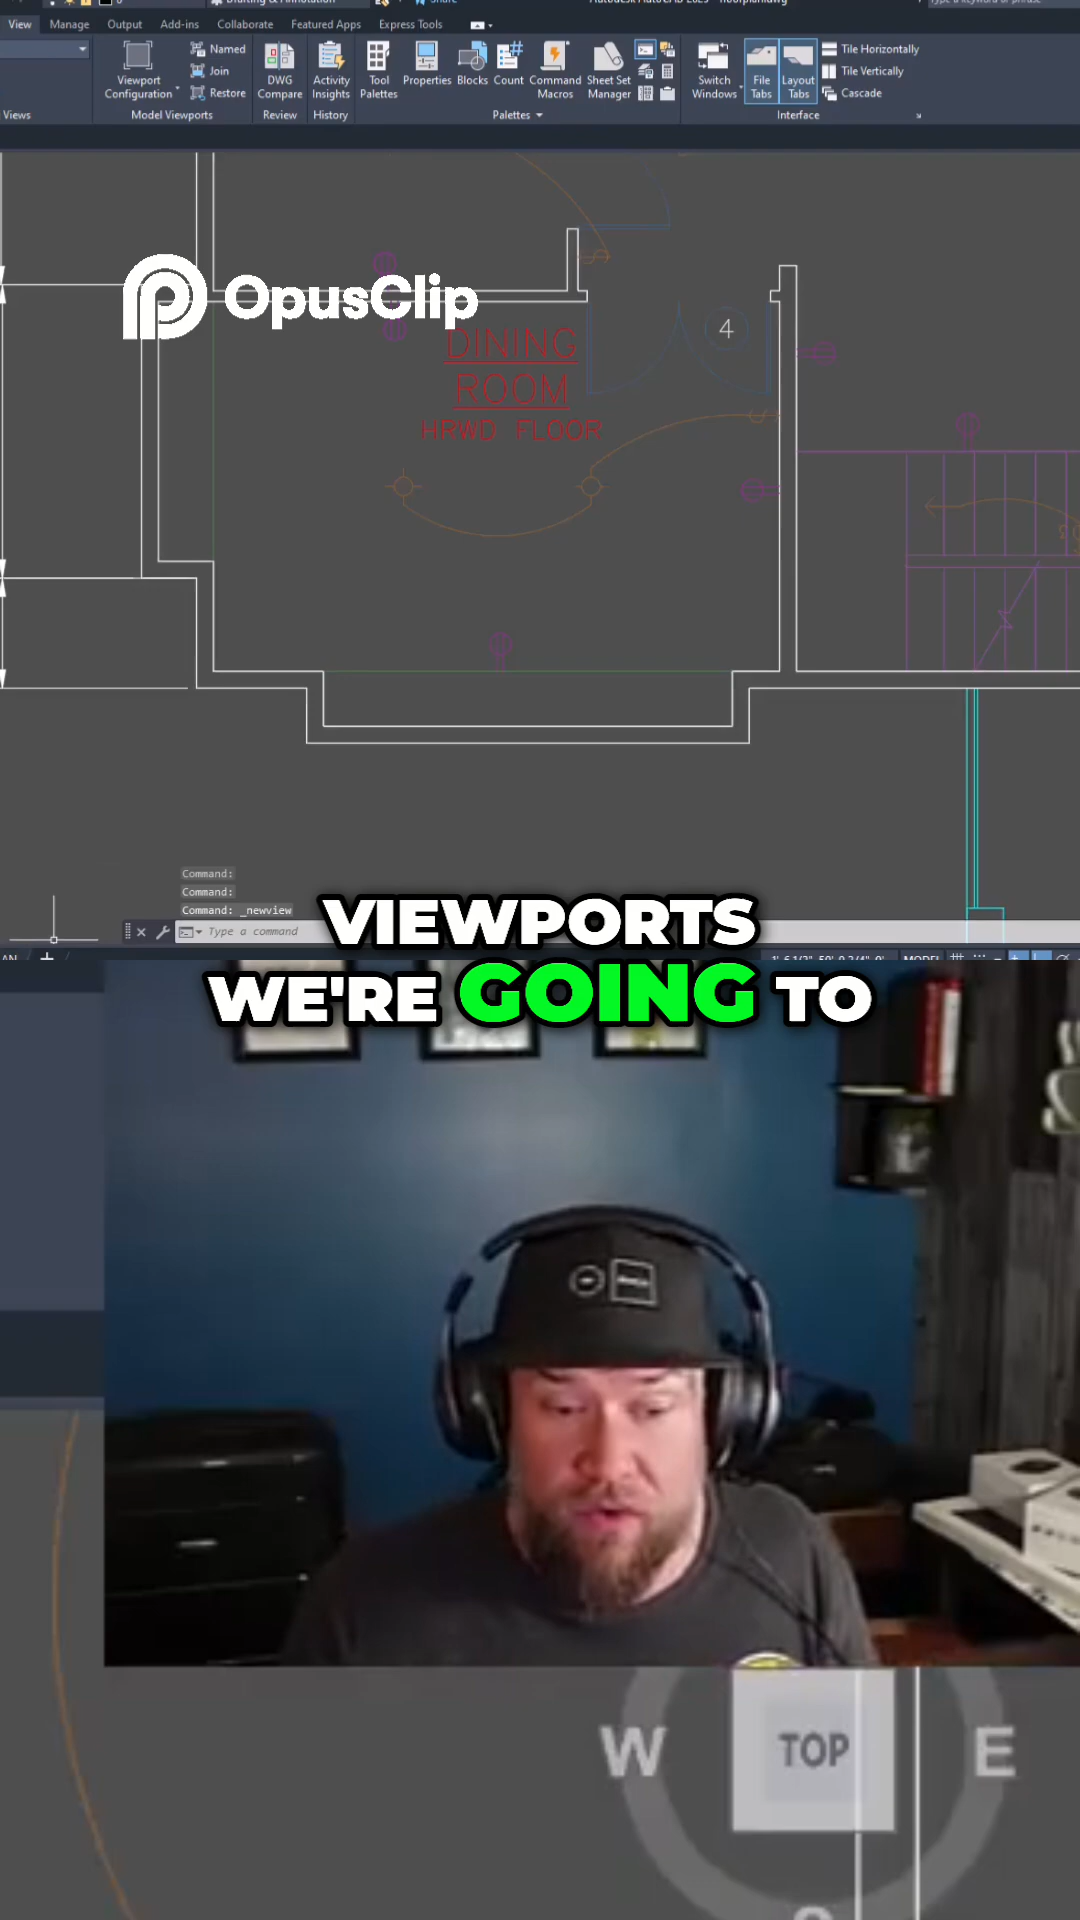 View Manage Output Add-ins Collaborate Featured Apps Express Tools
Viewport Configuration
Named
Join
Restore
DWG Compare
Activity Insights
Tool Palettes
Properties
Blocks
Count
Command Macros
Sheet Set Manager
Switch Windows
File Tabs
Layout Tabs
Tile Horizontally
Tile Vertically
Cascade
Views Model Viewports Review History Palettes Interface
OpusClip
DINING
ROOM
HRWD FLOOR
4
Command:
Command:
Command: _newview
Type a command
VIEWPORTS
WE'RE GOING TO
W TOP E